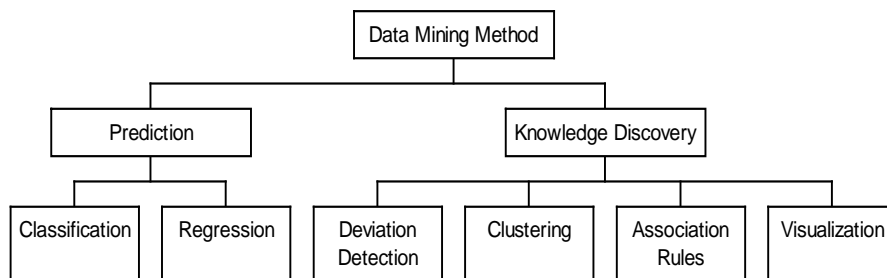 Data Mining Method
Prediction
Knowledge Discovery
Classification
Regression
Deviation
Detection
Clustering
Association
Rules
Visualization